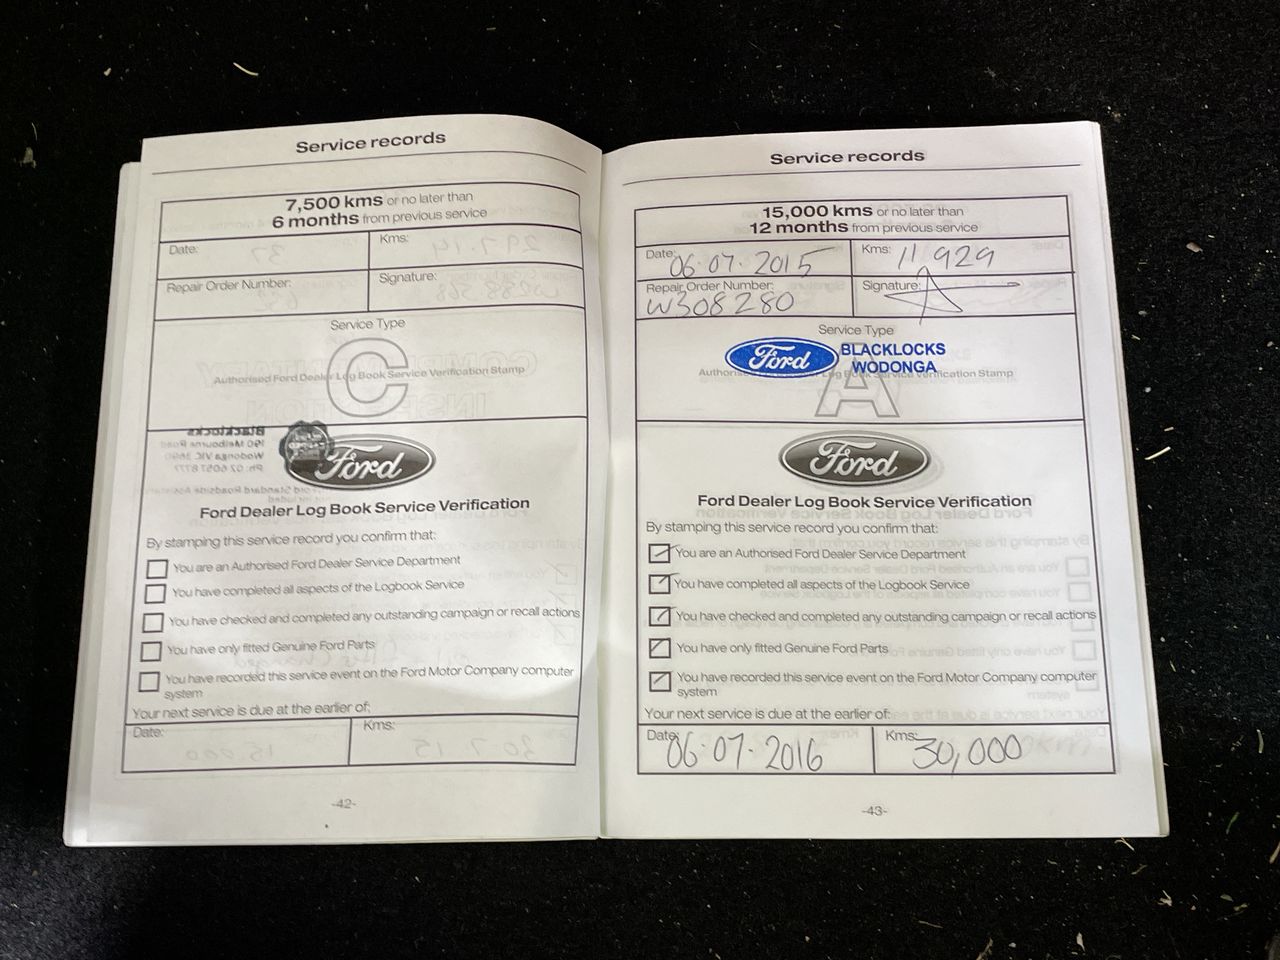 Service records
7,500 kms or no later than
6 months from previous service
Date:
Kms:
Repair Order Number:
Signature:
Service Type
C
Authorised Ford Dealer Log Book Service Verification Stamp
Ford
Ford Dealer Log Book Service Verification
By stamping this service record you confirm that:
You are an Authorised Ford Dealer Service Department
You have completed all aspects of the Logbook Service
You have checked and completed any outstanding campaign or recall actions
You have only fitted Genuine Ford Parts
You have recorded this service event on the Ford Motor Company computer
system
Your next service is due at the earlier of:
Date:
Kms:
-42-
Service records
15,000 kms or no later than
12 months from previous service
Date: 06·07·2015
Kms: 11929
Repair Order Number:
W308280
Signature:
Service Type
Ford BLACKLOCKS
WODONGA
A
Log Book Service Verification Stamp
Ford
Ford Dealer Log Book Service Verification
By stamping this service record you confirm that:
You are an Authorised Ford Dealer Service Department
You have completed all aspects of the Logbook Service
You have checked and completed any outstanding campaign or recall actions
You have only fitted Genuine Ford Parts
You have recorded this service event on the Ford Motor Company computer
system
Your next service is due at the earlier of:
Date: 06·07·2016
Kms: 30,000
-43-